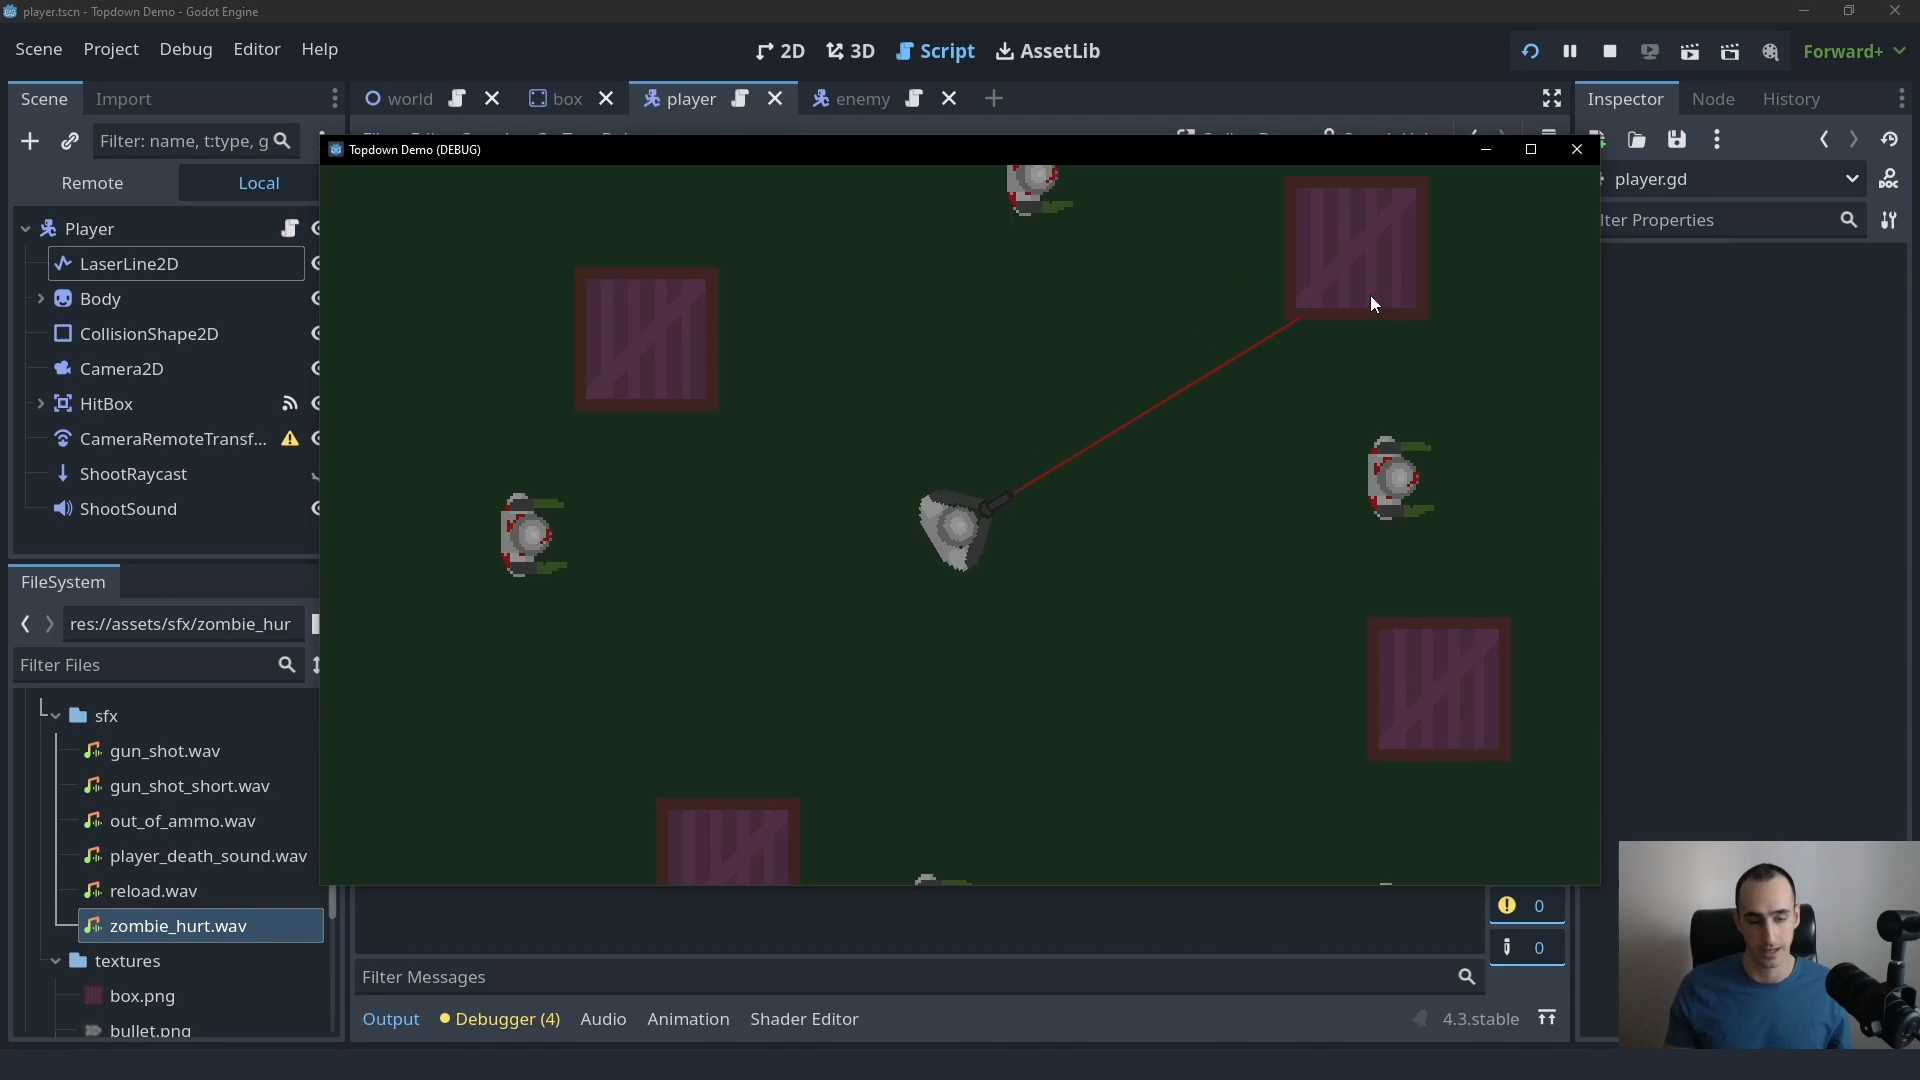 player.tscn - Topdown Demo - Godot Engine
Scene Project Debug Editor Help
2D 3D Script AssetLib
Forward+
Scene Import
world box player enemy
Inspector Node History
Filter: name, t:type, g
Topdown Demo (DEBUG)
Remote Local
player.gd
lter Properties
Player
LaserLine2D
Body
CollisionShape2D
Camera2D
HitBox
CameraRemoteTransf...
ShootRaycast
ShootSound
FileSystem
res://assets/sfx/zombie_hur
Filter Files
sfx
gun_shot.wav
gun_shot_short.wav
out_of_ammo.wav
player_death_sound.wav
reload.wav
zombie_hurt.wav
textures
box.png
bullet.png
0
0
Filter Messages
Output Debugger (4) Audio Animation Shader Editor
4.3.stable